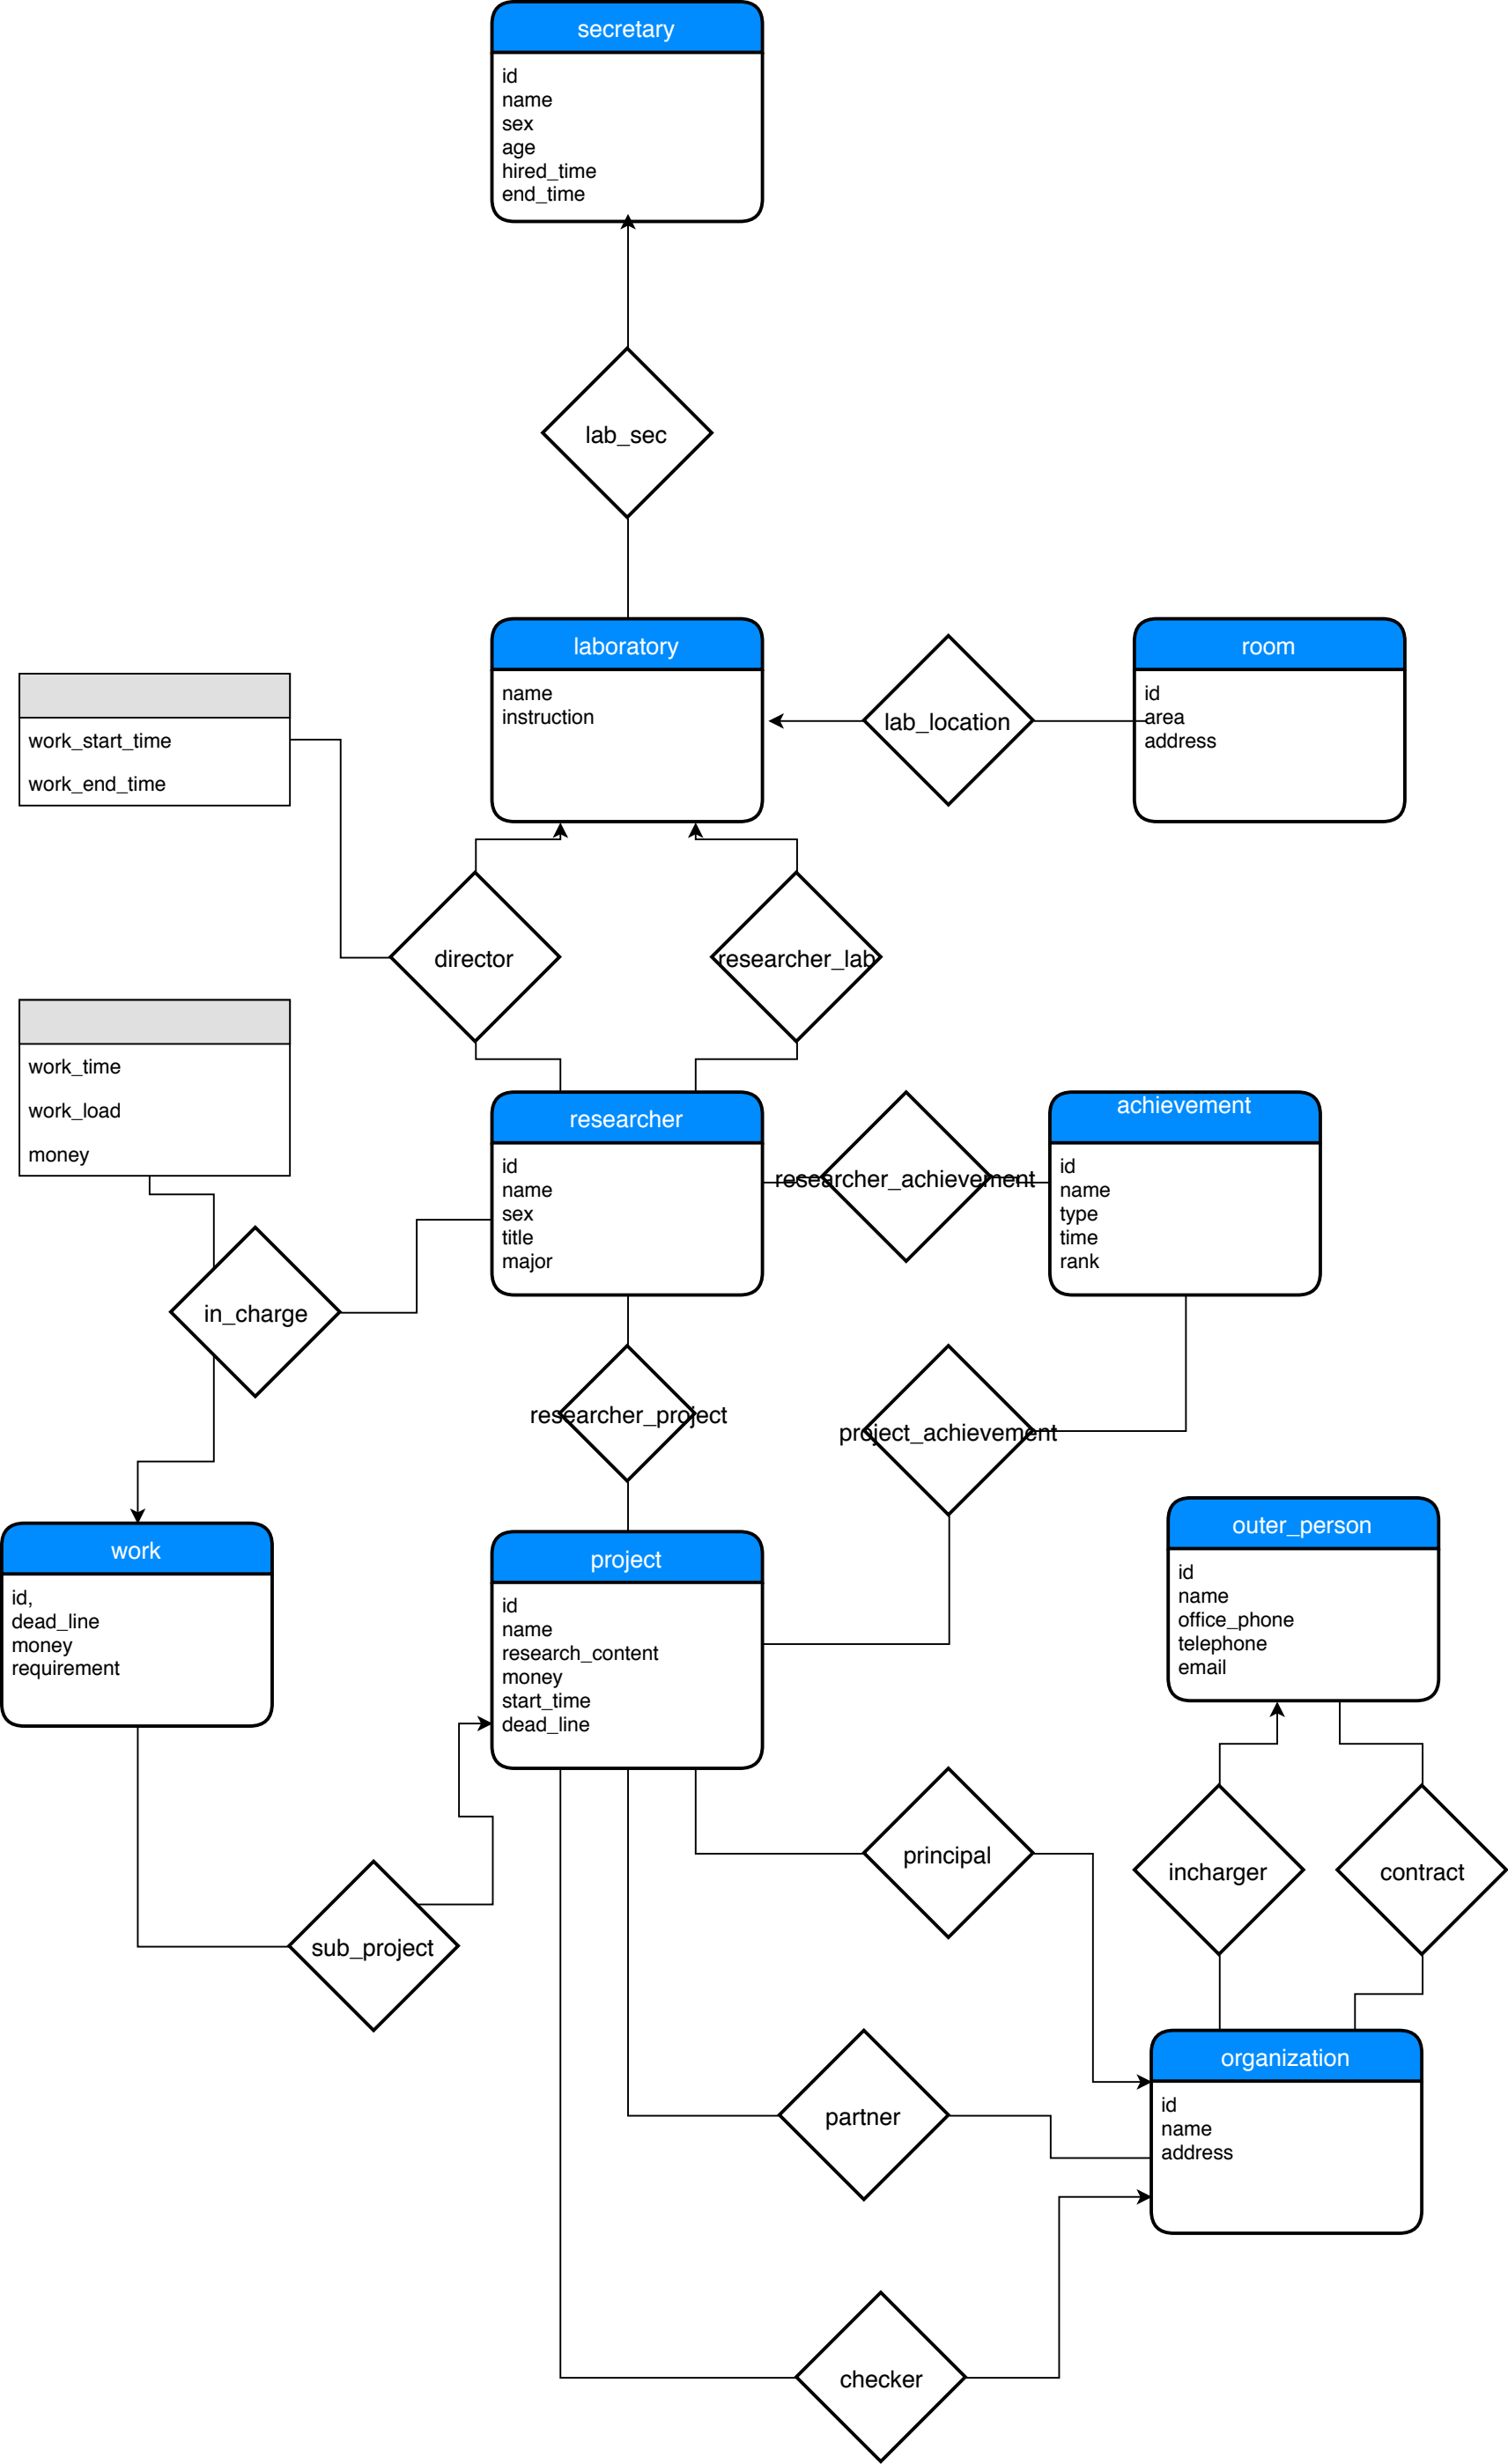 secretary
id
name
sex
age
hired_time
end_time
lab_sec
laboratory
name
instruction
lab_location
room
id
area
address
work_start_time
work_end_time
director
researcher_lab
work_time
work_load
money
researcher
id
name
sex
title
major
researcher_achievement
achievement
id
name
type
time
rank
in_charge
researcher_project
project_achievement
work
id,
dead_line
money
requirement
project
id
name
research_content
money
start_time
dead_line
outer_person
id
name
office_phone
telephone
email
sub_project
principal
incharger
contract
partner
organization
id
name
address
checker